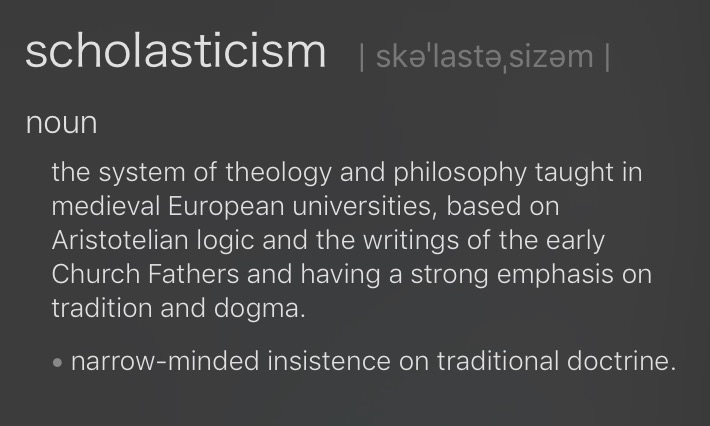 scholasticism | skəˈlastəˌsizəm |
noun
the system of theology and philosophy taught in
medieval European universities, based on
Aristotelian logic and the writings of the early
Church Fathers and having a strong emphasis on
tradition and dogma.
• narrow-minded insistence on traditional doctrine.